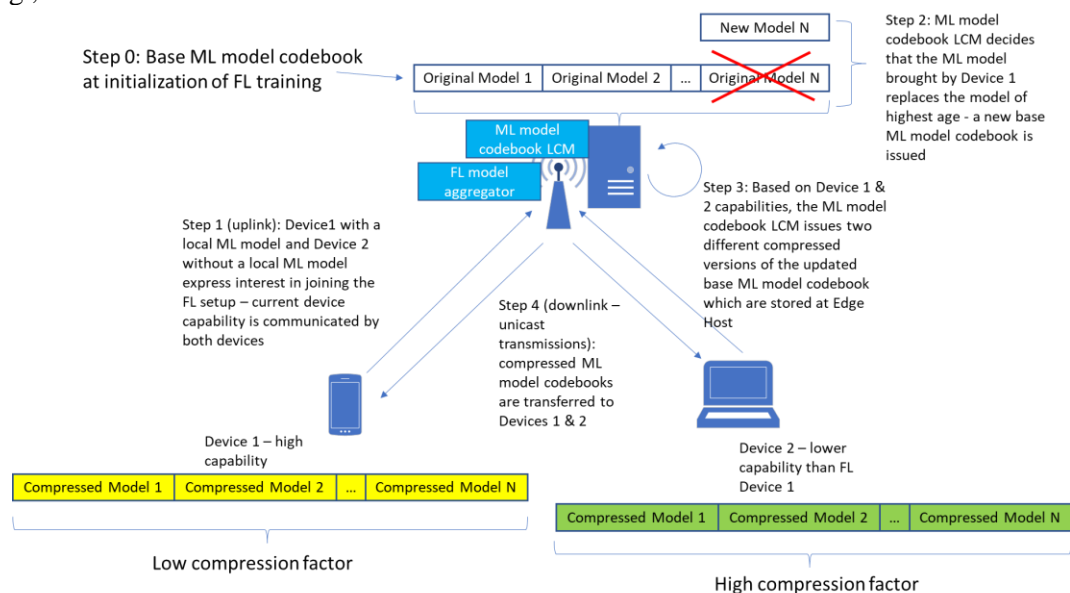 g,
Step 0: Base ML model codebook
at initialization of FL training
New Model N
Original Model 1
Original Model 2
...
Original Model N
Step 2: ML model
codebook LCM decides
that the ML model
brought by Device 1
replaces the model of
highest age - a new base
ML model codebook is
issued
ML model
codebook LCM
FL model
aggregator
Step 1 (uplink): Device1 with a
local ML model and Device 2
without a local ML model
express interest in joining the
FL setup – current device
capability is communicated by
both devices
Step 3: Based on Device 1 &
2 capabilities, the ML model
codebook LCM issues two
different compressed
versions of the updated
base ML model codebook
which are stored at Edge
Host
Step 4 (downlink –
unicast
transmissions):
compressed ML
model codebooks
are transferred to
Devices 1 & 2
Device 1 – high
capability
Compressed Model 1
Compressed Model 2
...
Compressed Model N
Low compression factor
Device 2 – lower
capability than FL
Device 1
Compressed Model 1
Compressed Model 2
...
Compressed Model N
High compression factor